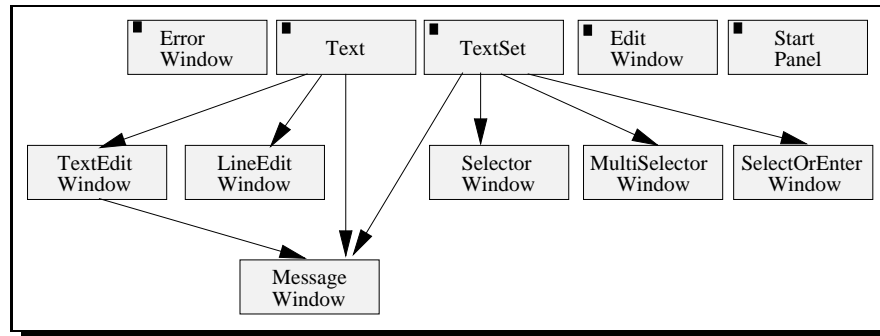 Error
Window
Text
TextSet
Edit
Window
Start
Panel
TextEdit
Window
LineEdit
Window
Selector
Window
MultiSelector
Window
SelectOrEnter
Window
Message
Window